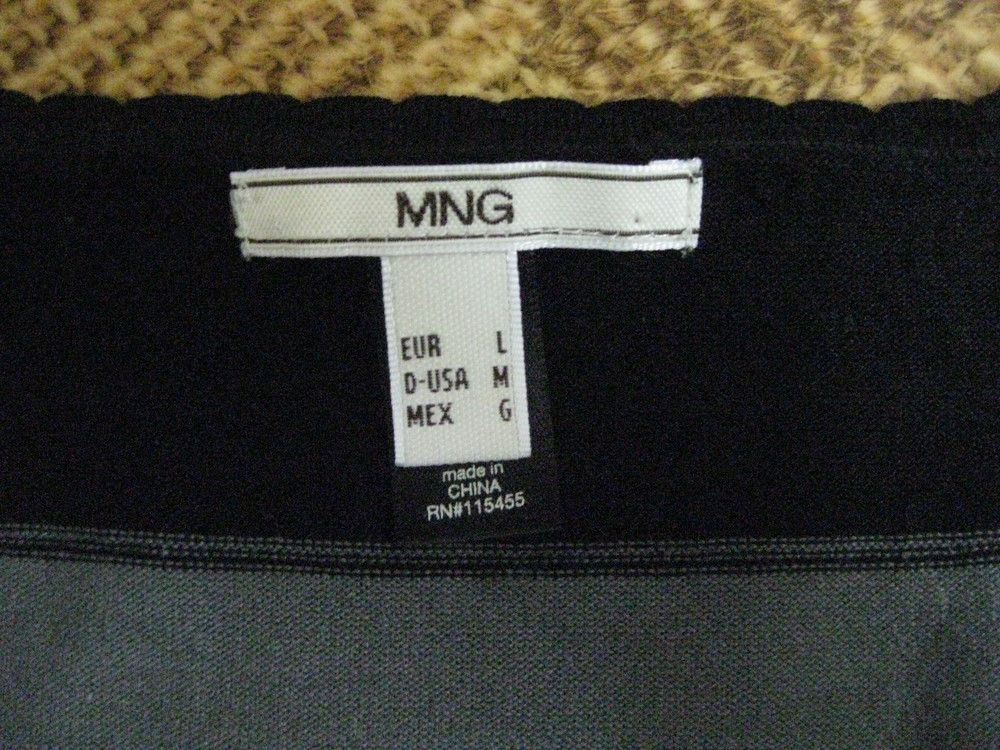 MNG
EUR L
D-USA M
MEX G
made in
CHINA
RN#115455